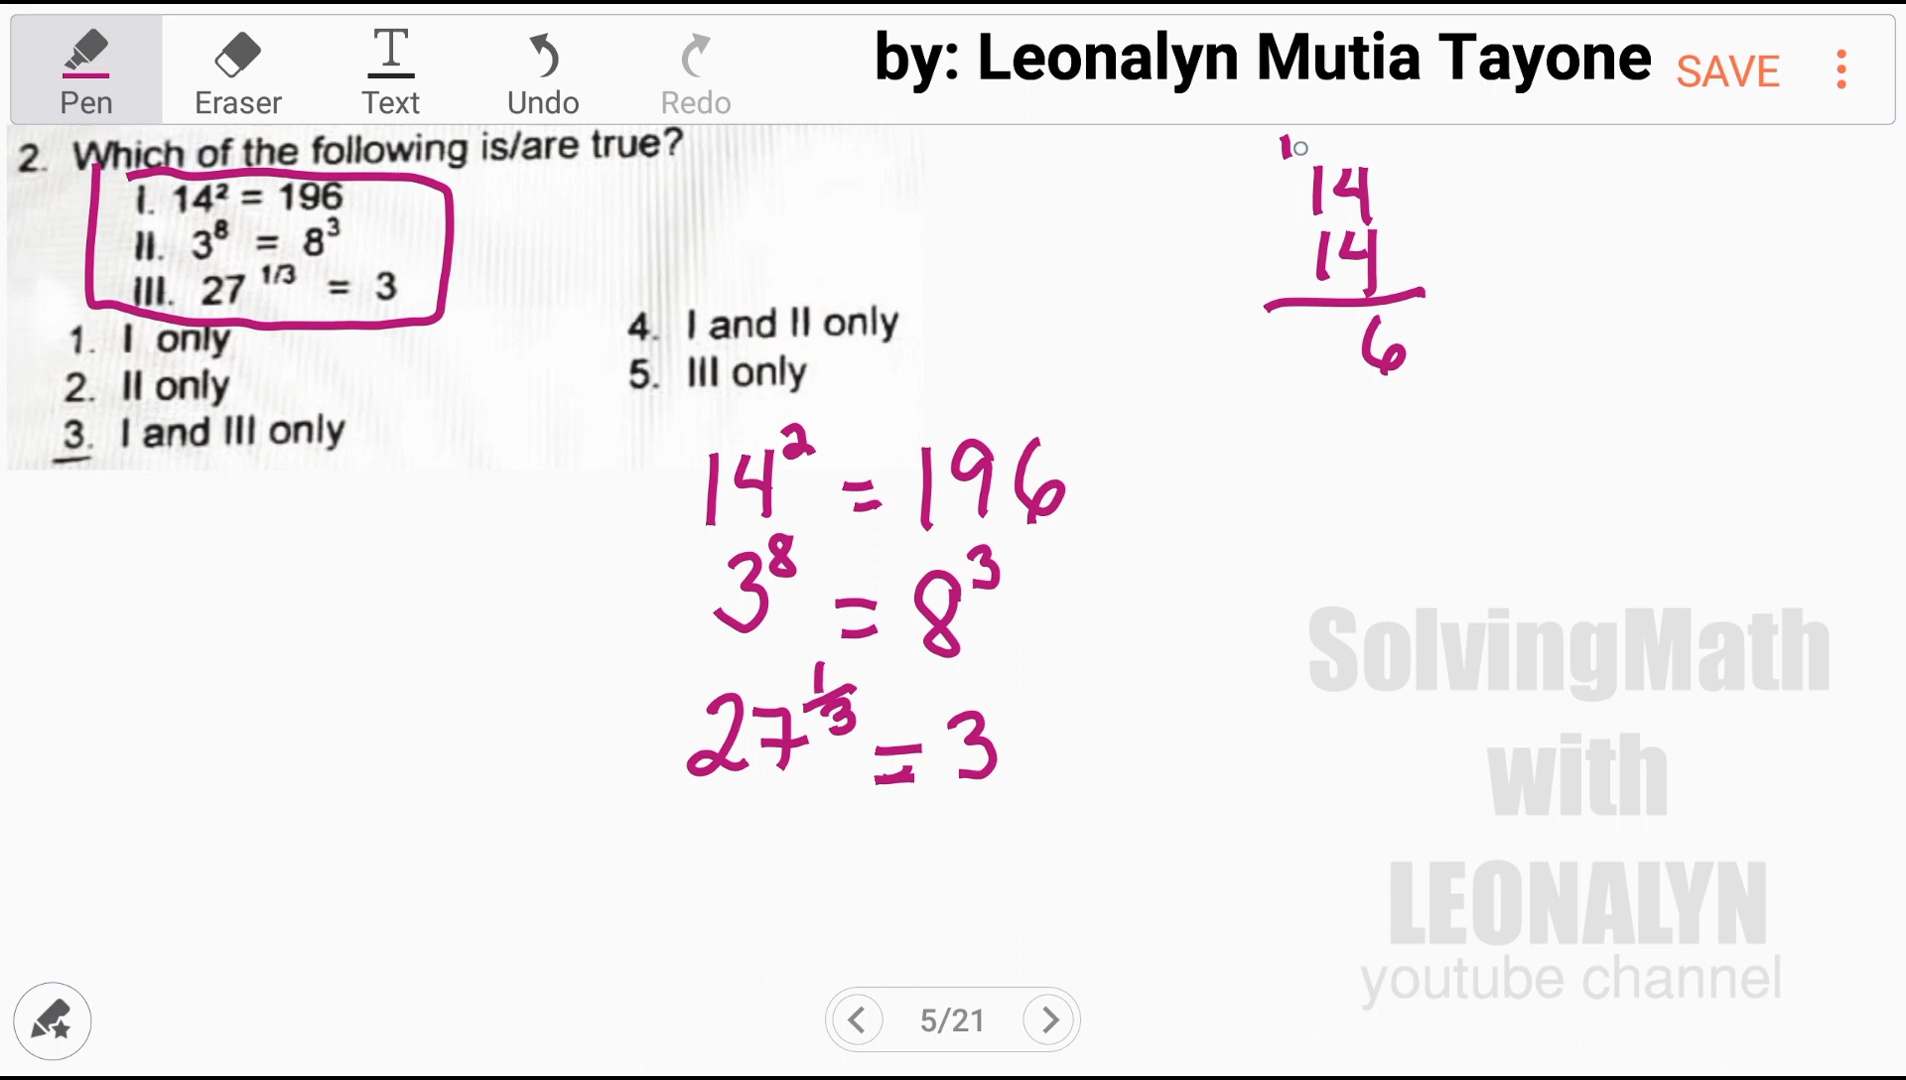 Pen Eraser Text Undo Redo by: Leonalyn Mutia Tayone SAVE
2. Which of the following is/are true?
I. 14² = 196
II. 3⁸ = 8³
III. 27 ¹/³ = 3
1. I only
2. II only
3. I and III only
4. I and II only
5. III only
1
14
14
6
14² = 196
3⁸ = 8³
27^(1/3) = 3
SolvingMath
with
LEONALYN
youtube channel
5/21